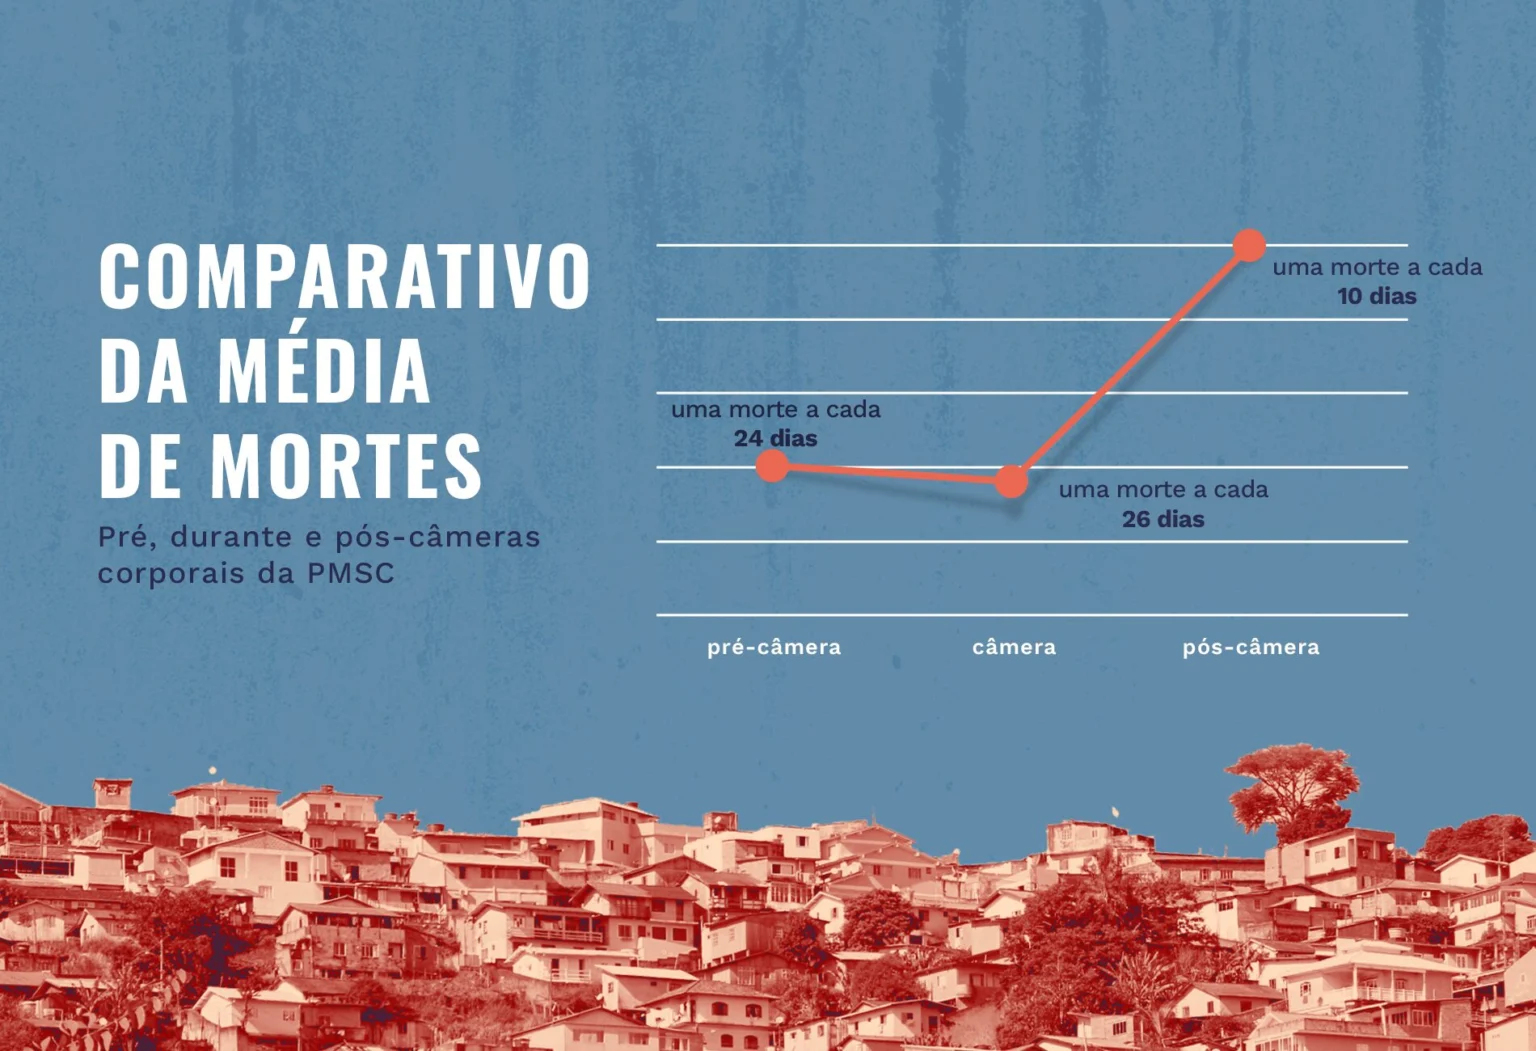 COMPARATIVO
DA MÉDIA
DE MORTES
Pré, durante e pós-câmeras
corporais da PMSC
uma morte a cada
10 dias
uma morte a cada
24 dias
uma morte a cada
26 dias
pré-câmera
câmera
pós-câmera